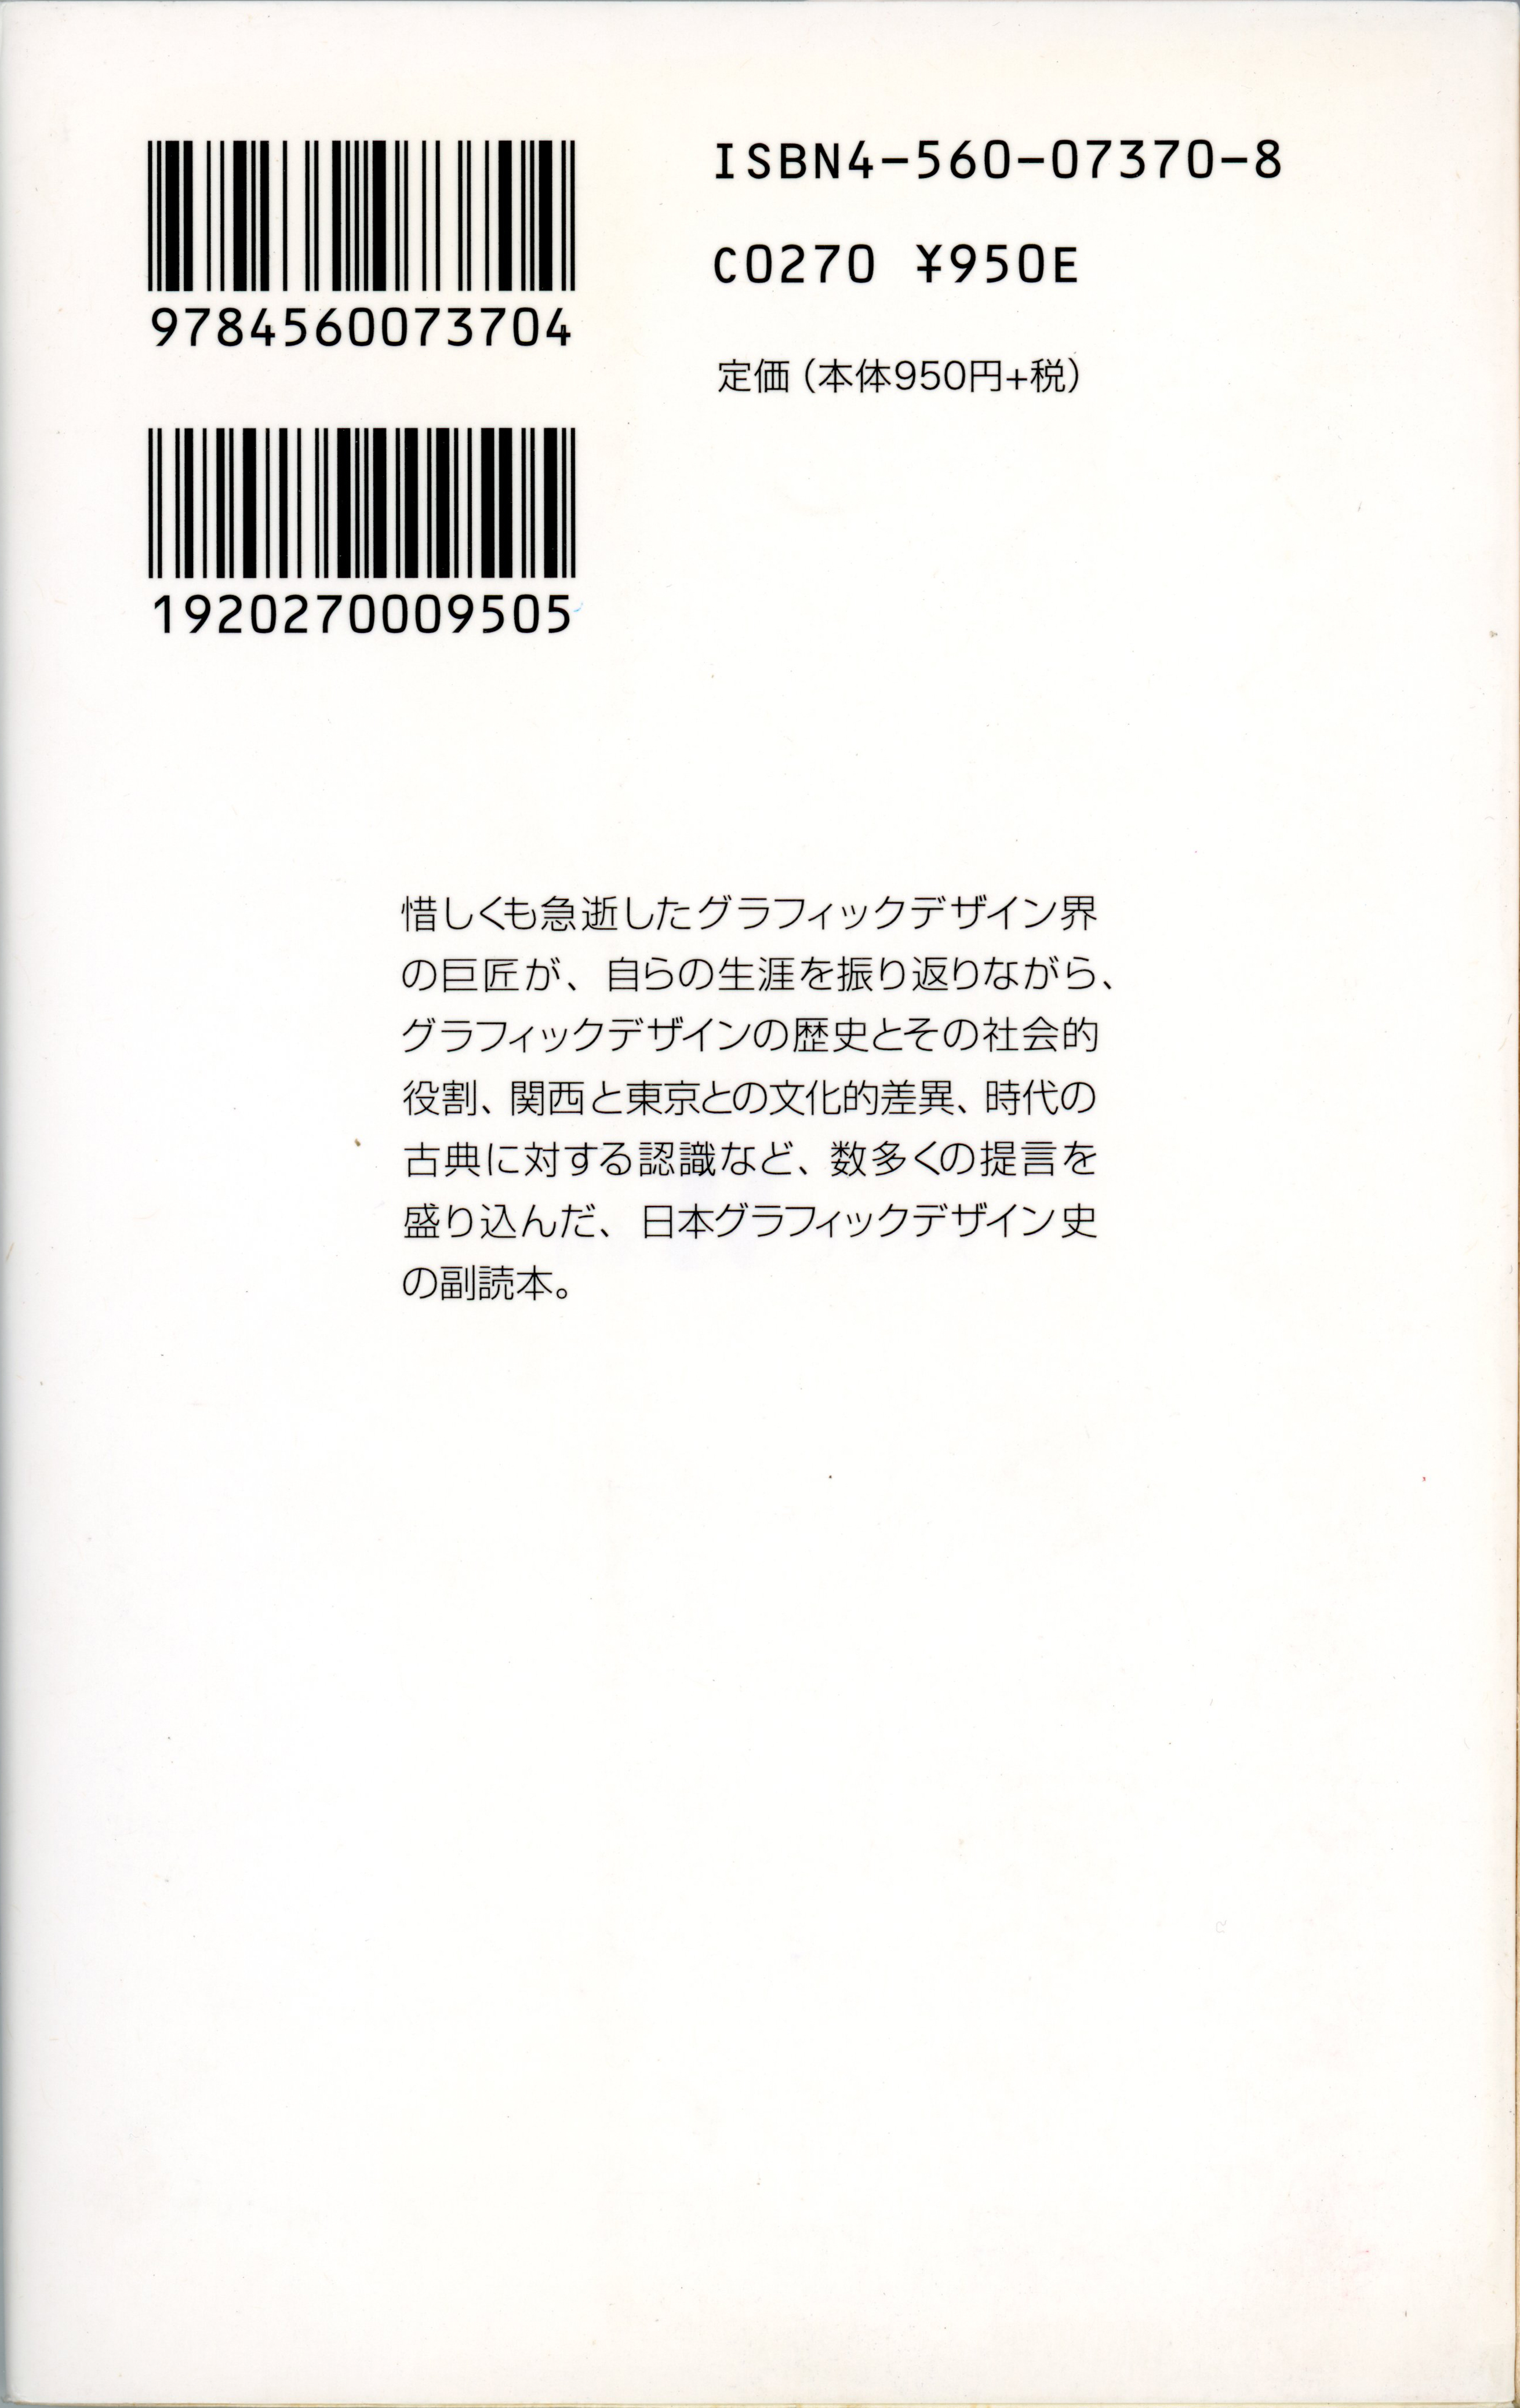 9784560073704
1920270009505
ISBN4-560-07370-8
C0270 ¥950E
定価(本体950円+税)
惜しくも急逝したグラフィックデザイン界
の巨匠が、自らの生涯を振り返りながら、
グラフィックデザインの歴史とその社会的
役割、関西と東京との文化的差異、時代の
古典に対する認識など、数多くの提言を
盛り込んだ、日本グラフィックデザイン史
の副読本。